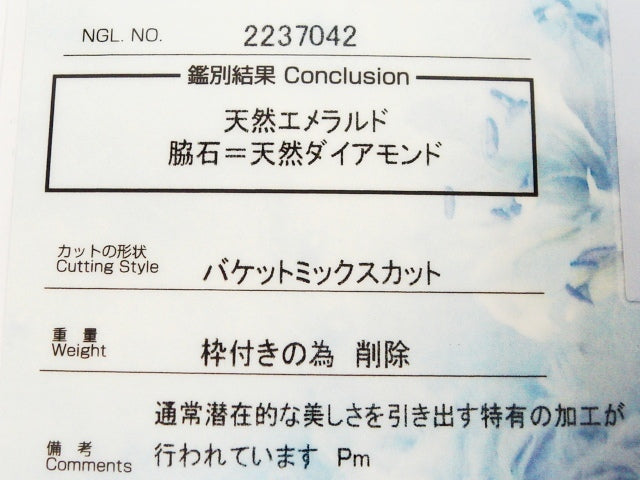 NGL. NO. 2237042
鑑別結果 Conclusion
天然エメラルド
脇石＝天然ダイアモンド
カットの形状
Cutting Style バケットミックスカット
重量
Weight 枠付きの為 削除
通常潜在的な美しさを引き出す特有の加工が
備考 行われています Pm
Comments